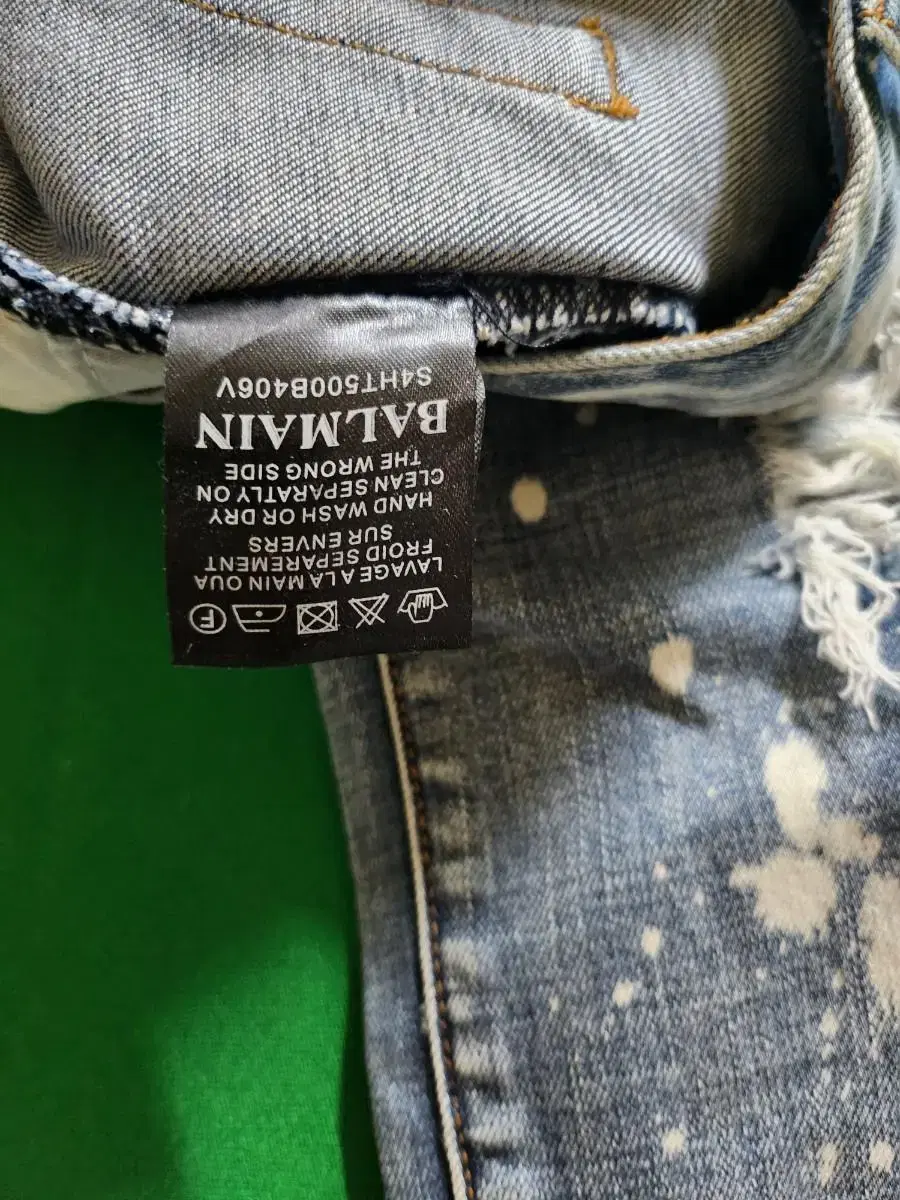 S4HT500B406V
BALMAIN
THE WRONG SIDE
CLEAN SEPARATLY ON
HAND WASH OR DRY
SUR ENVERS
FROID SEPAREMENT
LAVAGE A LA MAIN OUA
F